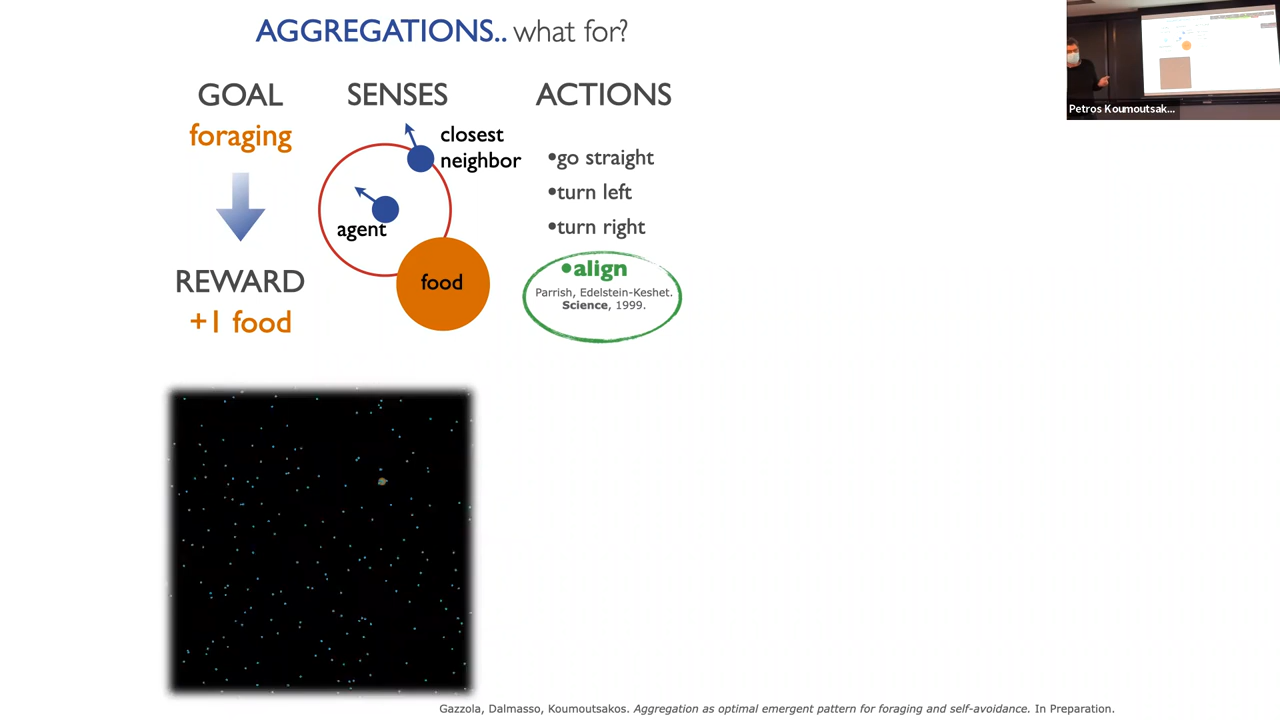 AGGREGATIONS.. what for?
GOAL
foraging
REWARD
+1 food
SENSES
closest
neighbor
agent
food
ACTIONS
•go straight
•turn left
•turn right
•align
Parrish, Edelstein-Keshet.
Science, 1999.
Petros Koumoutsak...
Gazzola, Dalmasso, Koumoutsakos. Aggregation as optimal emergent pattern for foraging and self-avoidance. In Preparation.